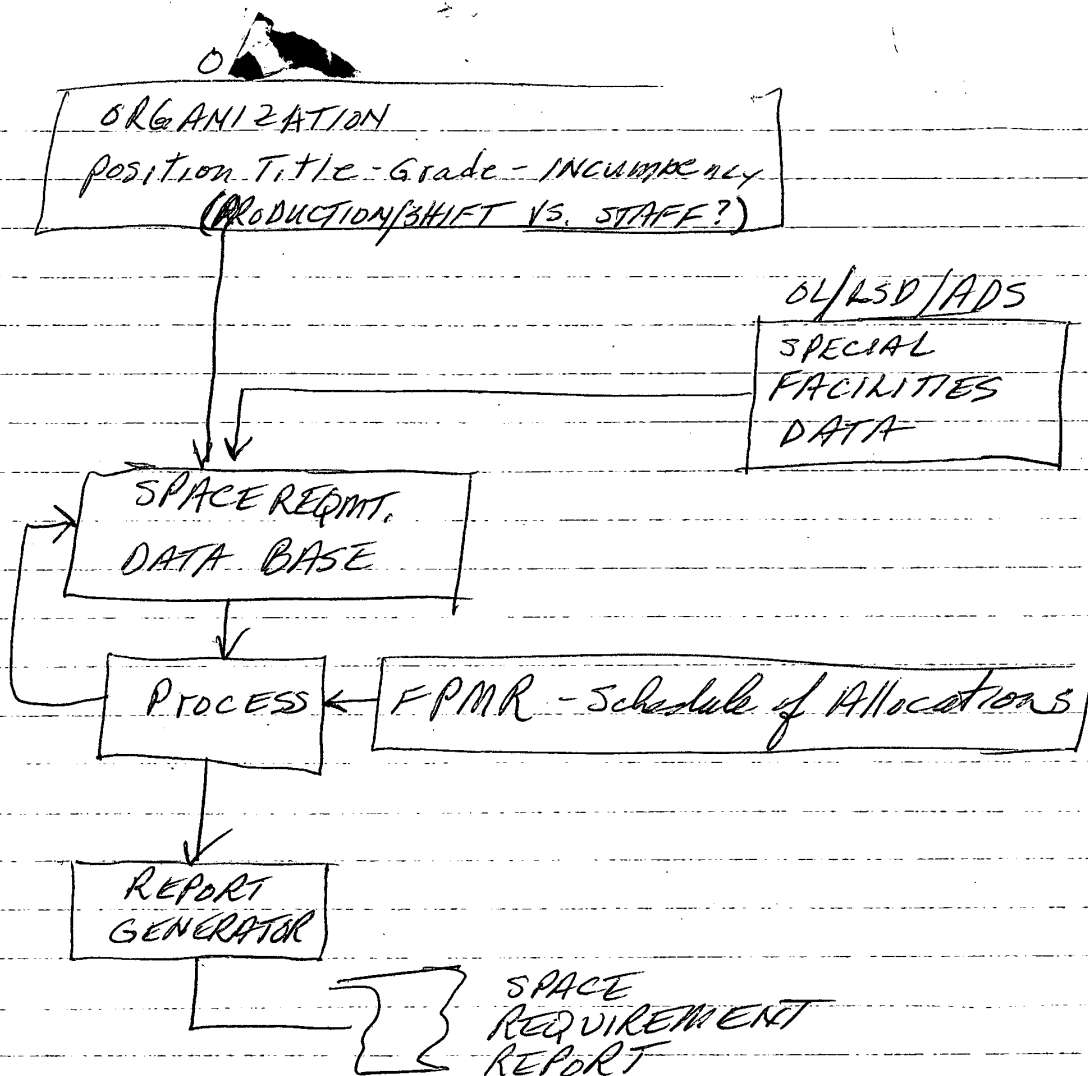 O
ORGANIZATION
Position Title - Grade - INCUMBENCY
(PRODUCTION/SHIFT VS. STAFF?)
OL/RSD/ADS
SPECIAL
FACILITIES
DATA
SPACE REQMT.
DATA BASE
Process
FPMR - Schedule of Allocations
REPORT
GENERATOR
SPACE
REQUIREMENT
REPORT